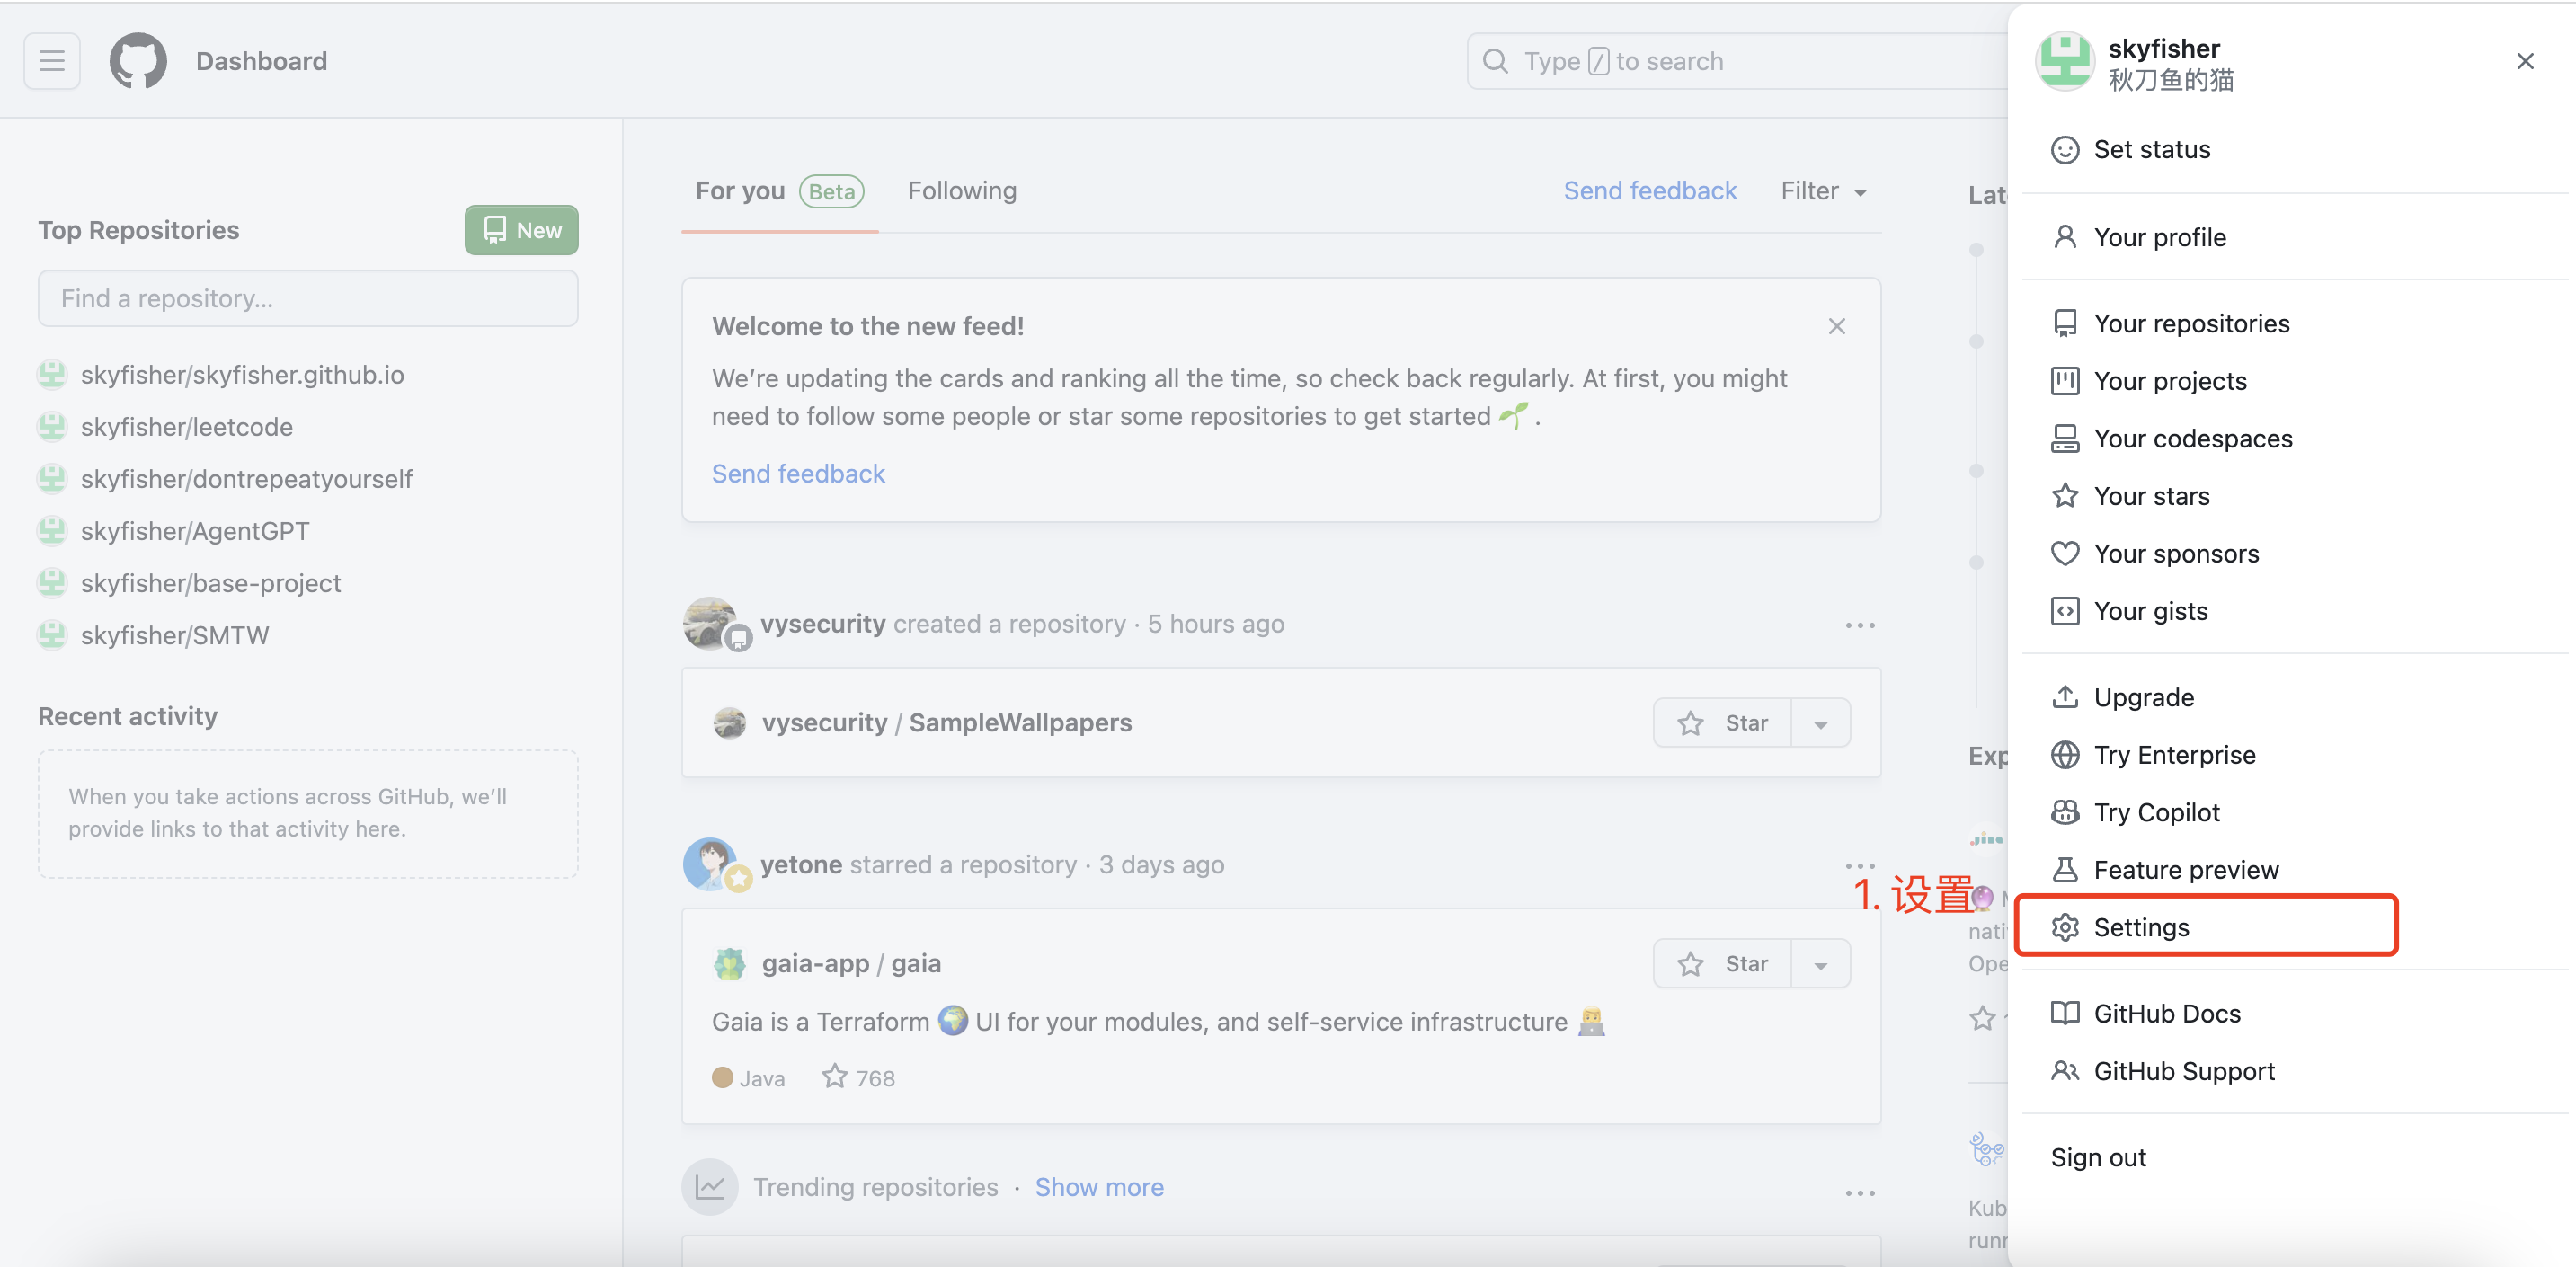 Dashboard
Type / to search
Top Repositories
New
Find a repository...
skyfisher/skyfisher.github.io
skyfisher/leetcode
skyfisher/dontrepeatyourself
skyfisher/AgentGPT
skyfisher/base-project
skyfisher/SMTW
Recent activity
When you take actions across GitHub, we’ll
provide links to that activity here.
For you Beta Following Send feedback Filter
Welcome to the new feed!
We’re updating the cards and ranking all the time, so check back regularly. At first, you might
need to follow some people or star some repositories to get started 🌱.
Send feedback
vysecurity created a repository · 5 hours ago
vysecurity / SampleWallpapers
Star
yetone starred a repository · 3 days ago
gaia-app / gaia
Star
Gaia is a Terraform 🌍 UI for your modules, and self-service infrastructure 👨‍💻
Java 768
Trending repositories · Show more
1. 设置
skyfisher
秋刀鱼的猫
Set status
Your profile
Your repositories
Your projects
Your codespaces
Your stars
Your sponsors
Your gists
Upgrade
Try Enterprise
Try Copilot
Feature preview
Settings
GitHub Docs
GitHub Support
Sign out